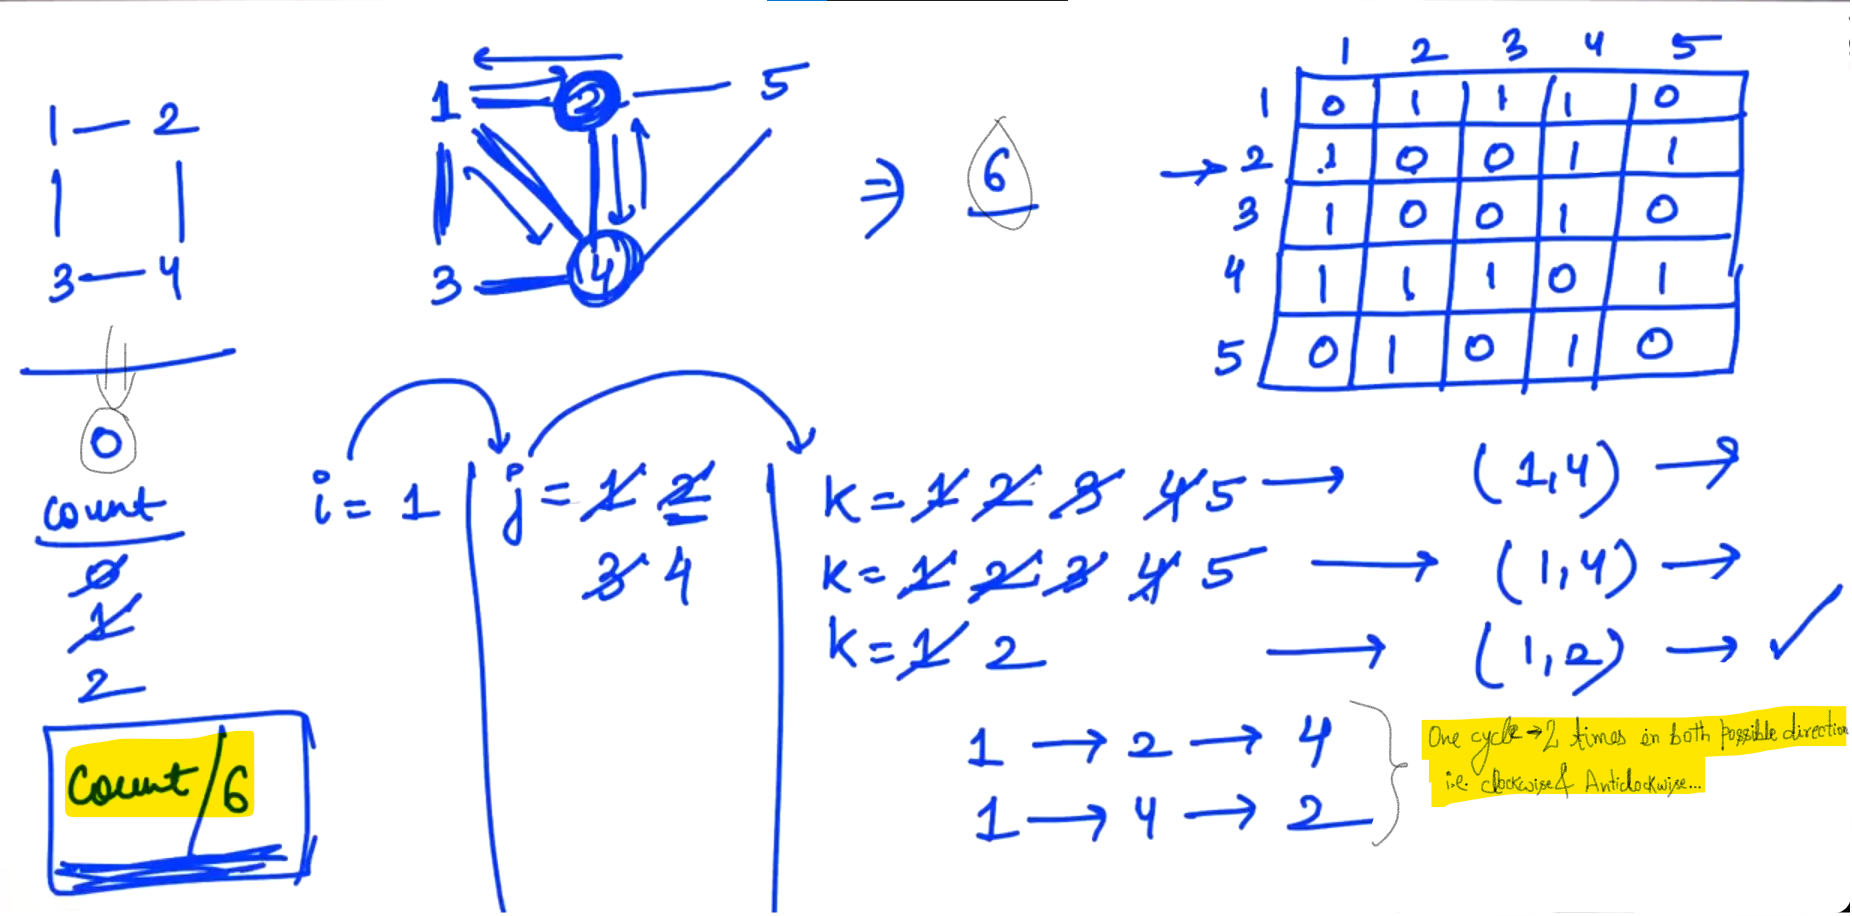 1 — 2
3 — 4
0
count
0
1
2
Count/6
1 2 5
3 4
⇒ 6
1 2 3 4 5
1 0 1 1 1 0
→ 2 1 0 0 1 1
3 1 0 0 1 0
4 1 1 1 0 1
5 0 1 0 1 0
i = 1 j = 1 2 K = 1 2 3 4 5 → (1,4) →
3 4 K = 1 2 3 4 5 → (1,4) →
K = 1 2 → (1,2) → ✓
1 → 2 → 4
1 → 4 → 2
One cycle → 2 times in both possible direction
i.e. clockwise & Anticlockwise...